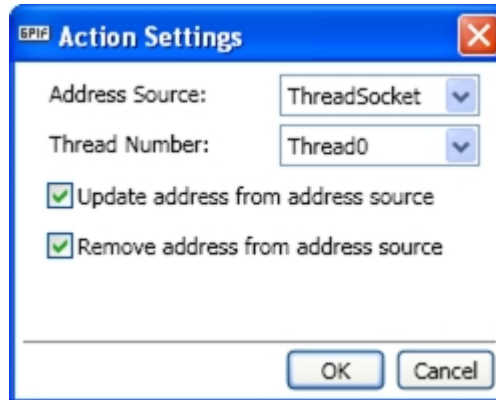 GPIF Action Settings
Address Source: ThreadSocket
Thread Number: Thread0
Update address from address source
Remove address from address source
OK Cancel